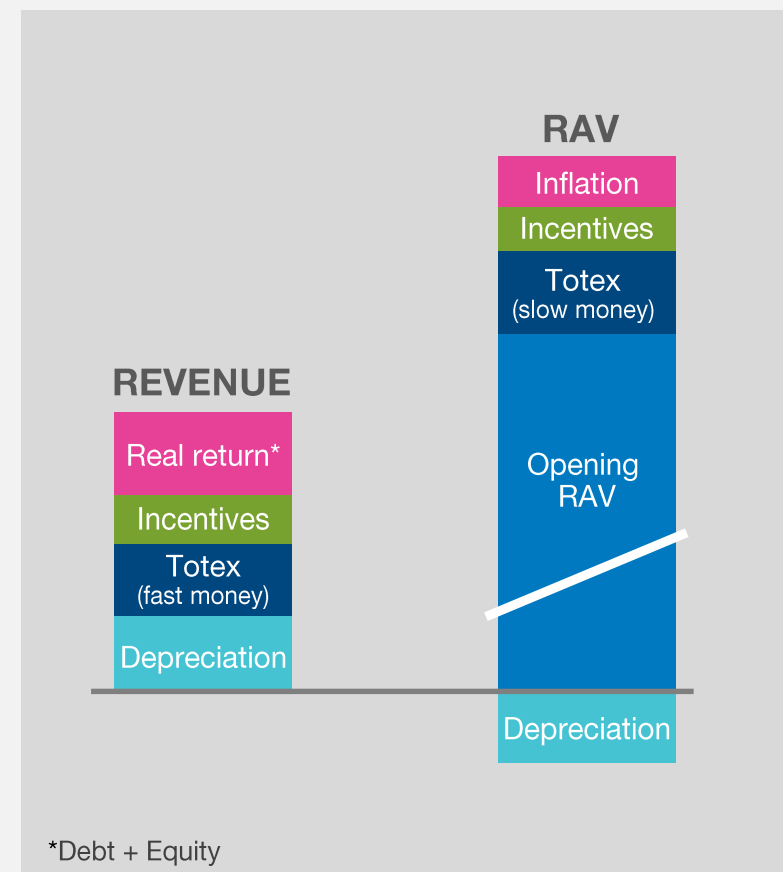 REVENUE
Real return*
Incentives
Totex
(fast money)
Depreciation
RAV
Inflation
Incentives
Totex
(slow money)
Opening
RAV
Depreciation
*Debt + Equity